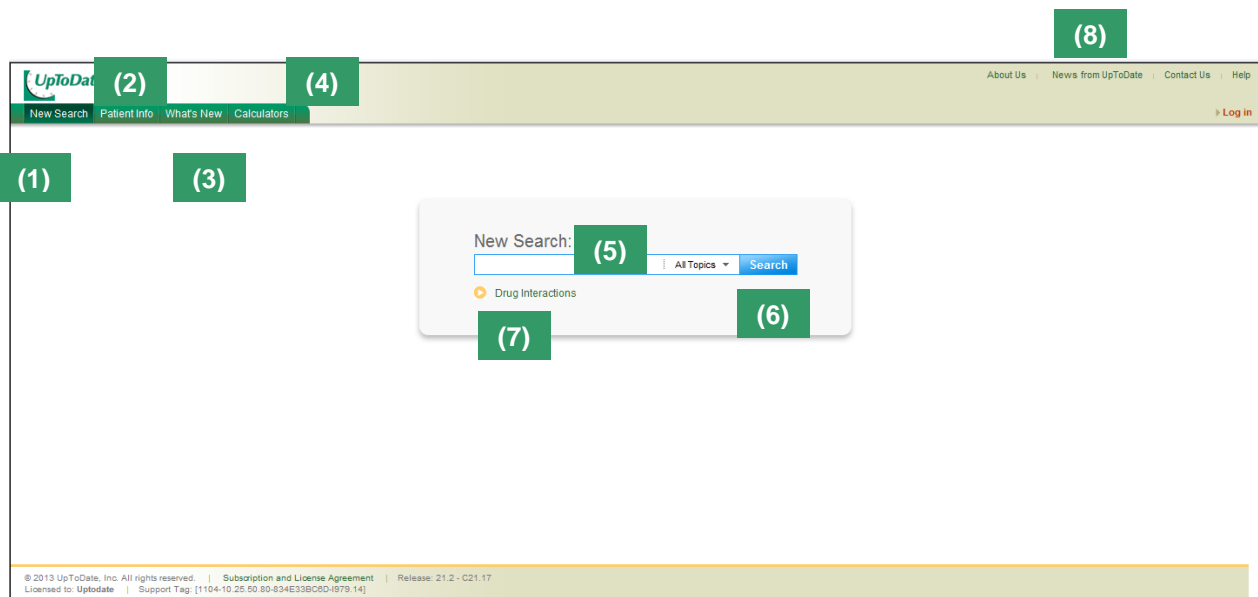 (8)
UpToDat
(2)
(4)
About Us | News from UpToDate | Contact Us | Help
New Search Patient Info What's New Calculators
Log in
(1)
(3)
New Search:
(5)
All Topics
Search
Drug Interactions
(6)
(7)
© 2013 UpToDate, Inc. All rights reserved. | Subscription and License Agreement | Release: 21.2 - C21.17
Licensed to: Uptodate | Support Tag: [1104-10.25.50.80-834E33BC6D-I979.14]